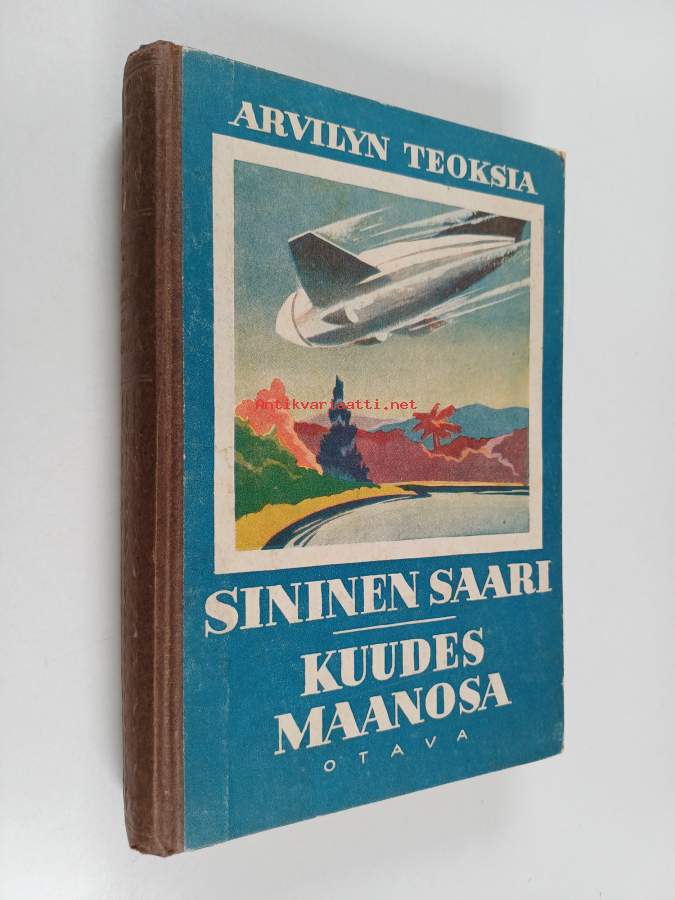 ARVILYN TEOKSIA
Antikvariaatti.net
SININEN SAARI
KUUDES
MAANOSA
OTAVA